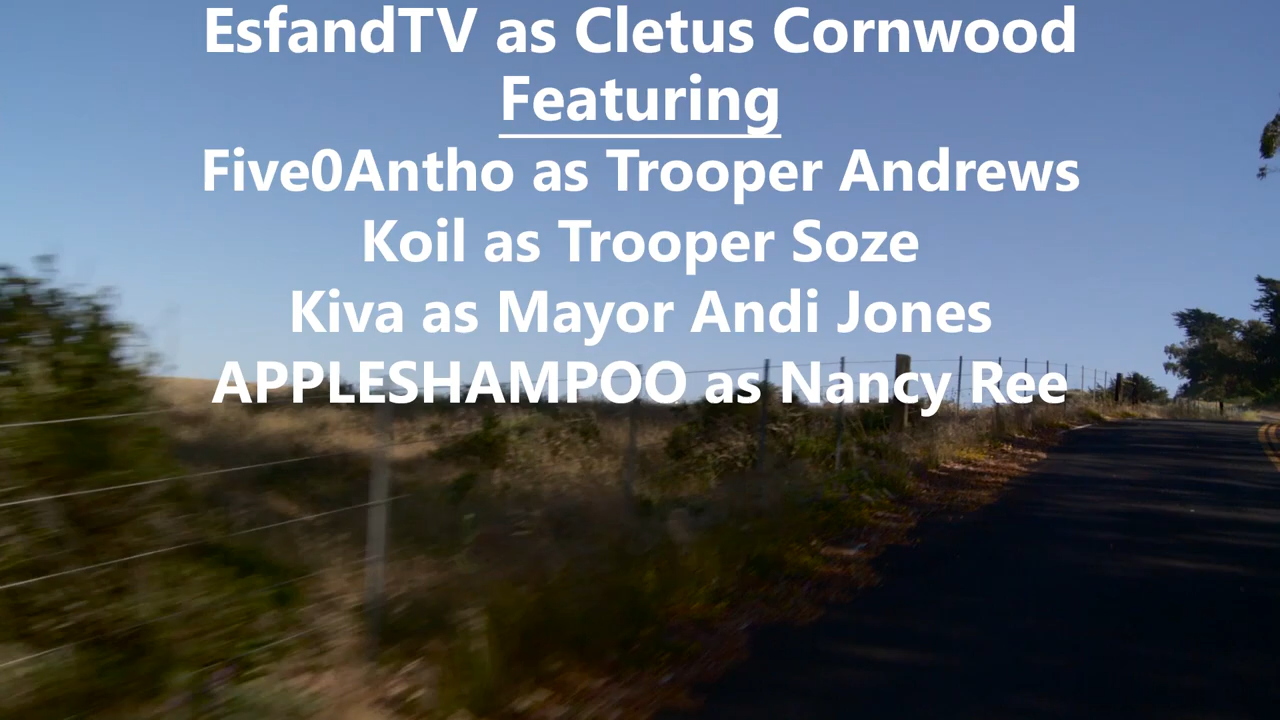 EsfandTV as Cletus Cornwood
Featuring
Five0Antho as Trooper Andrews
Koil as Trooper Soze
Kiva as Mayor Andi Jones
APPLESHAMPOO as Nancy Ree